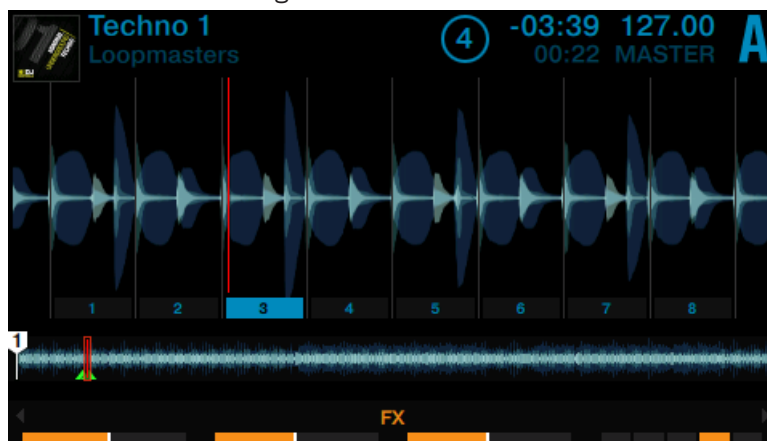 Techno 1
Loopmasters
4
-03:39 127.00
00:22 MASTER
A
1 2 3 4 5 6 7 8
1
FX